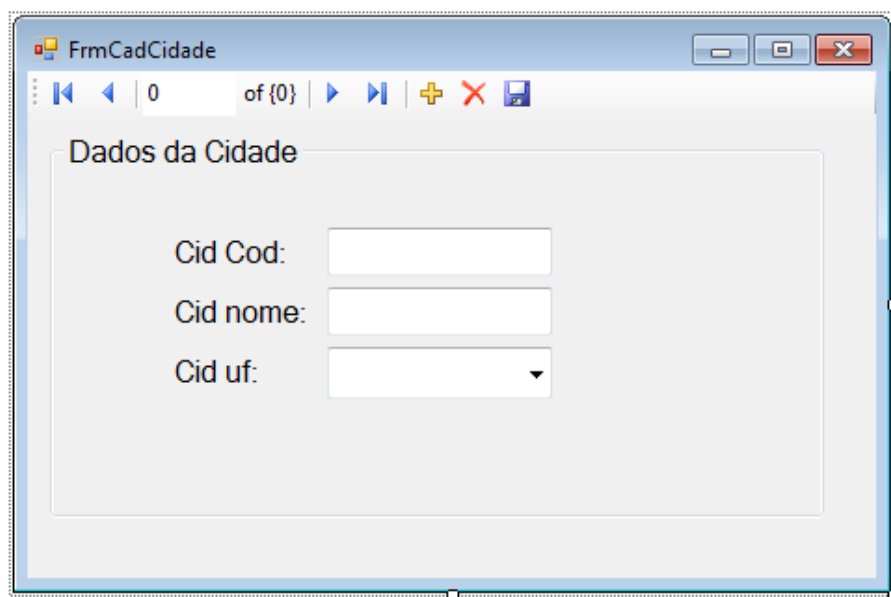 FrmCadCidade
0 of {0}
Dados da Cidade
Cid Cod:
Cid nome:
Cid uf: